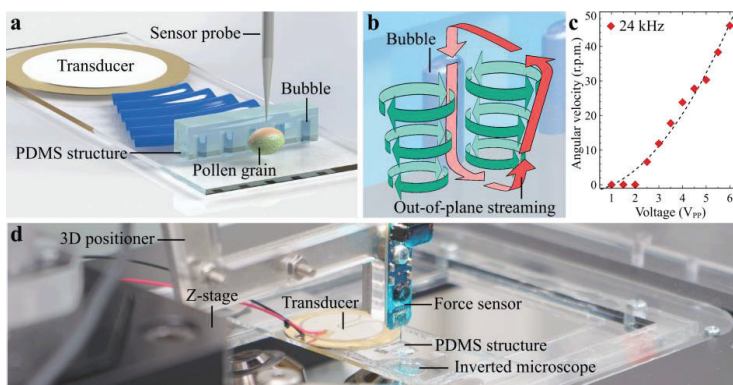 a
Sensor probe
Transducer
Bubble
PDMS structure
Pollen grain
b
Bubble
Out-of-plane streaming
c
24 kHz
Angular velocity (r.p.m.)
50
40
30
20
10
0
1 2 3 4 5 6
Voltage (VPP)
d
3D positioner
Z-stage
Transducer
Force sensor
PDMS structure
Inverted microscope